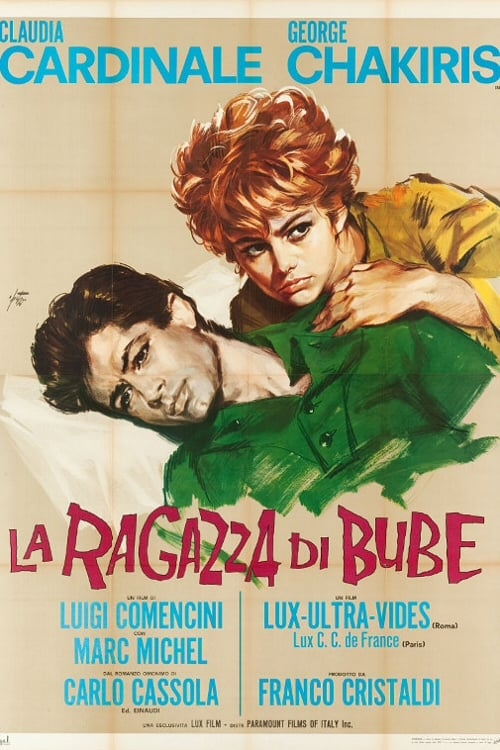 CLAUDIA
CARDINALE
GEORGE
CHAKIRIS
LA RAGAZZA DI BUBE
UN FILM DI
LUIGI COMENCINI
CON
MARC MICHEL
DAL ROMANZO OMONIMO DI
CARLO CASSOLA
Ed. EINAUDI
UN FILM
LUX-ULTRA-VIDES (Roma)
Lux C. C. de France (Paris)
PRODOTTO DA
FRANCO CRISTALDI
UNA ESCLUSIVITÀ LUX FILM - DISTR. PARAMOUNT FILMS OF ITALY Inc.